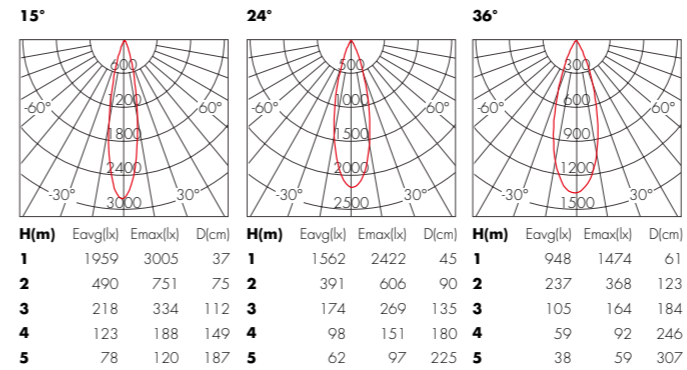 15° 24° 36°
600 500 300
1200 1000 600
-60° 60° -60° 60° -60° 60°
1800 1500 900
2400 2000 1200
-30° 30° -30° 30° -30° 30°
3000 2500 1500
H(m) Eavg(lx) Emax(lx) D(cm) H(m) Eavg(lx) Emax(lx) D(cm) H(m) Eavg(lx) Emax(lx) D(cm)
1 1959 3005 37 1 1562 2422 45 1 948 1474 61
2 490 751 75 2 391 606 90 2 237 368 123
3 218 334 112 3 174 269 135 3 105 164 184
4 123 188 149 4 98 151 180 4 59 92 246
5 78 120 187 5 62 97 225 5 38 59 307